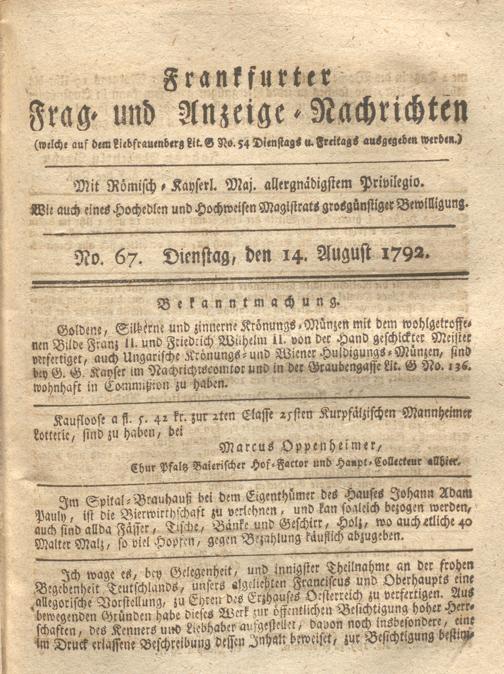 Frankfurter
Frag- und Anzeige-Nachrichten
(welche auf dem Liebfrauenberg Lit. G No. 54 Dienstags u. Freitags ausgegeben werden.)
Mit Römisch-Kayserl. Maj. allergnädigstem Privilegio.
Wie auch eines Hochedlen und Hochweisen Magistrats grosgünstiger Bewilligung.
No. 67. Dienstag, den 14. August 1792.
Bekanntmachung.
Goldene, Silberne und zinnerne Krönungs-Münzen mit dem wohlgetroffe-
nen Bilde Franz II. und Friedrich Wilhelm II. von der Hand geschickter Meister
verfertiget, auch Ungarische Krönungs- und Wiener-Huldigungs-Münzen, sind
bey G. G. Kayser im Nachrichtscomtor und in der Graubengasse Lit. G No. 136.
wohnhaft in Commißion zu haben.
Kaufloose a fl. 5. 42 kr. zur 2ten Classe 25sten Kurpfälzischen Mannheimer
Lotterie, sind zu haben, bei
Marcus Oppenheimer,
Chur Pfalz Baierischer Hof-Factor und Haupt-Collecteur allhier.
Im Spital-Brauhauß bei dem Eigenthümer des Hauses Johann Adam
Pauly, ist die Bierwirthschaft zu verlehnen, und kan sogleich bezogen werden,
auch sind allda Fässer, Tische, Bänke und Geschirr, Holz, wo auch etliche 40
Malter Malz, so viel Hopfen, gegen Bezahlung käuflich abzugeben.
Ich wage es, bey Gelegenheit, und innigster Theilnahme an der frohen
Begebenheit Teutschlands, unsers abgeliebten Franciscus und Oberhaupts eine
allegorische Vorstellung, zu Ehren des Erzhauses Oesterreich zu verfertigen. Aus
bewegenden Gründen habe dieses Werk zur öffentlichen Besichtigung hoher Herr-
schaften, des Kenners und Liebhaber aufgestellet, davon noch insbesondere, eine
im Druck erlassene Beschreibung dessen Inhalt beweiset, zur Besichtigung bestim-